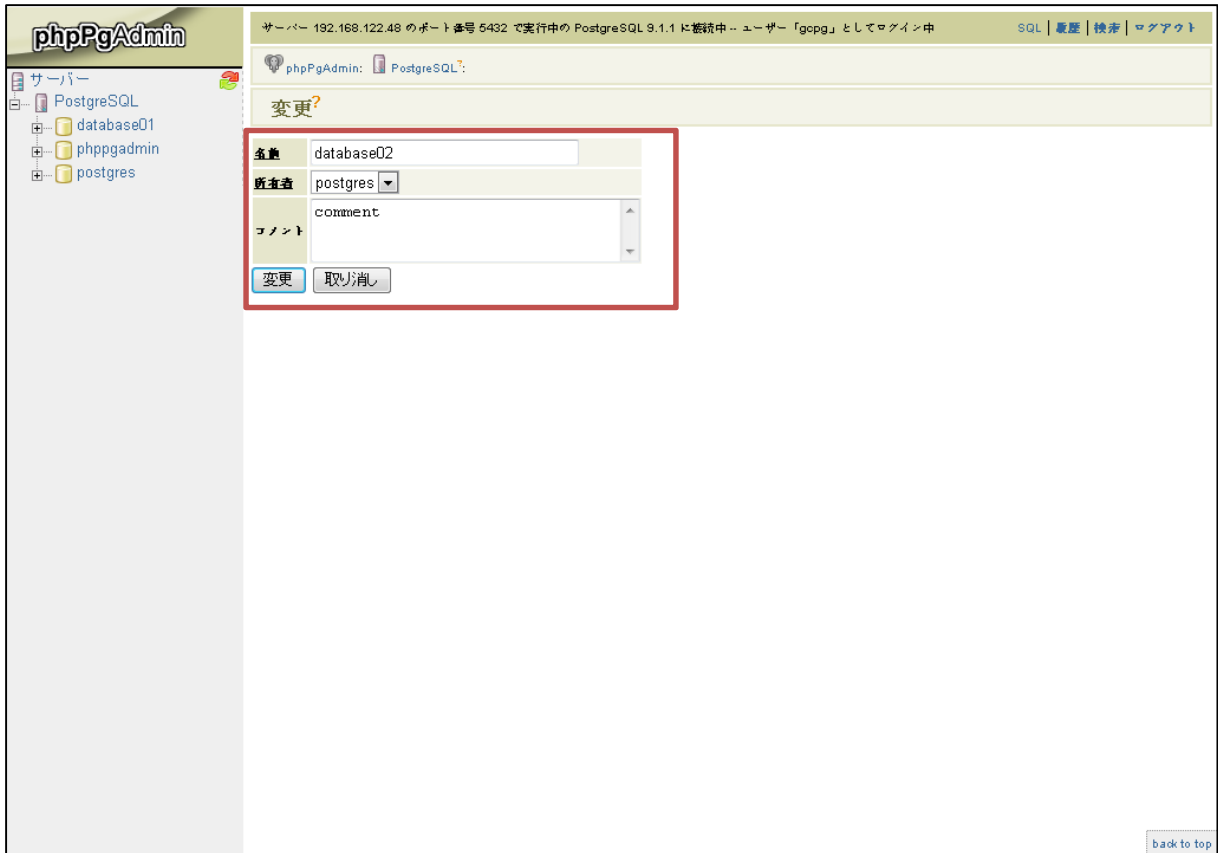 phpPgAdmin
サーバー 192.168.122.48 のポート番号 5432 で実行中の PostgreSQL 9.1.1 に接続中 -- ユーザー「gcpg」としてログイン中
SQL | 履歴 | 検索 | ログアウト
phpPgAdmin: PostgreSQL?:
変更?
サーバー
PostgreSQL
database01
phppgadmin
postgres
名前 database02
所有者 postgres
コメント comment
変更 取り消し
back to top